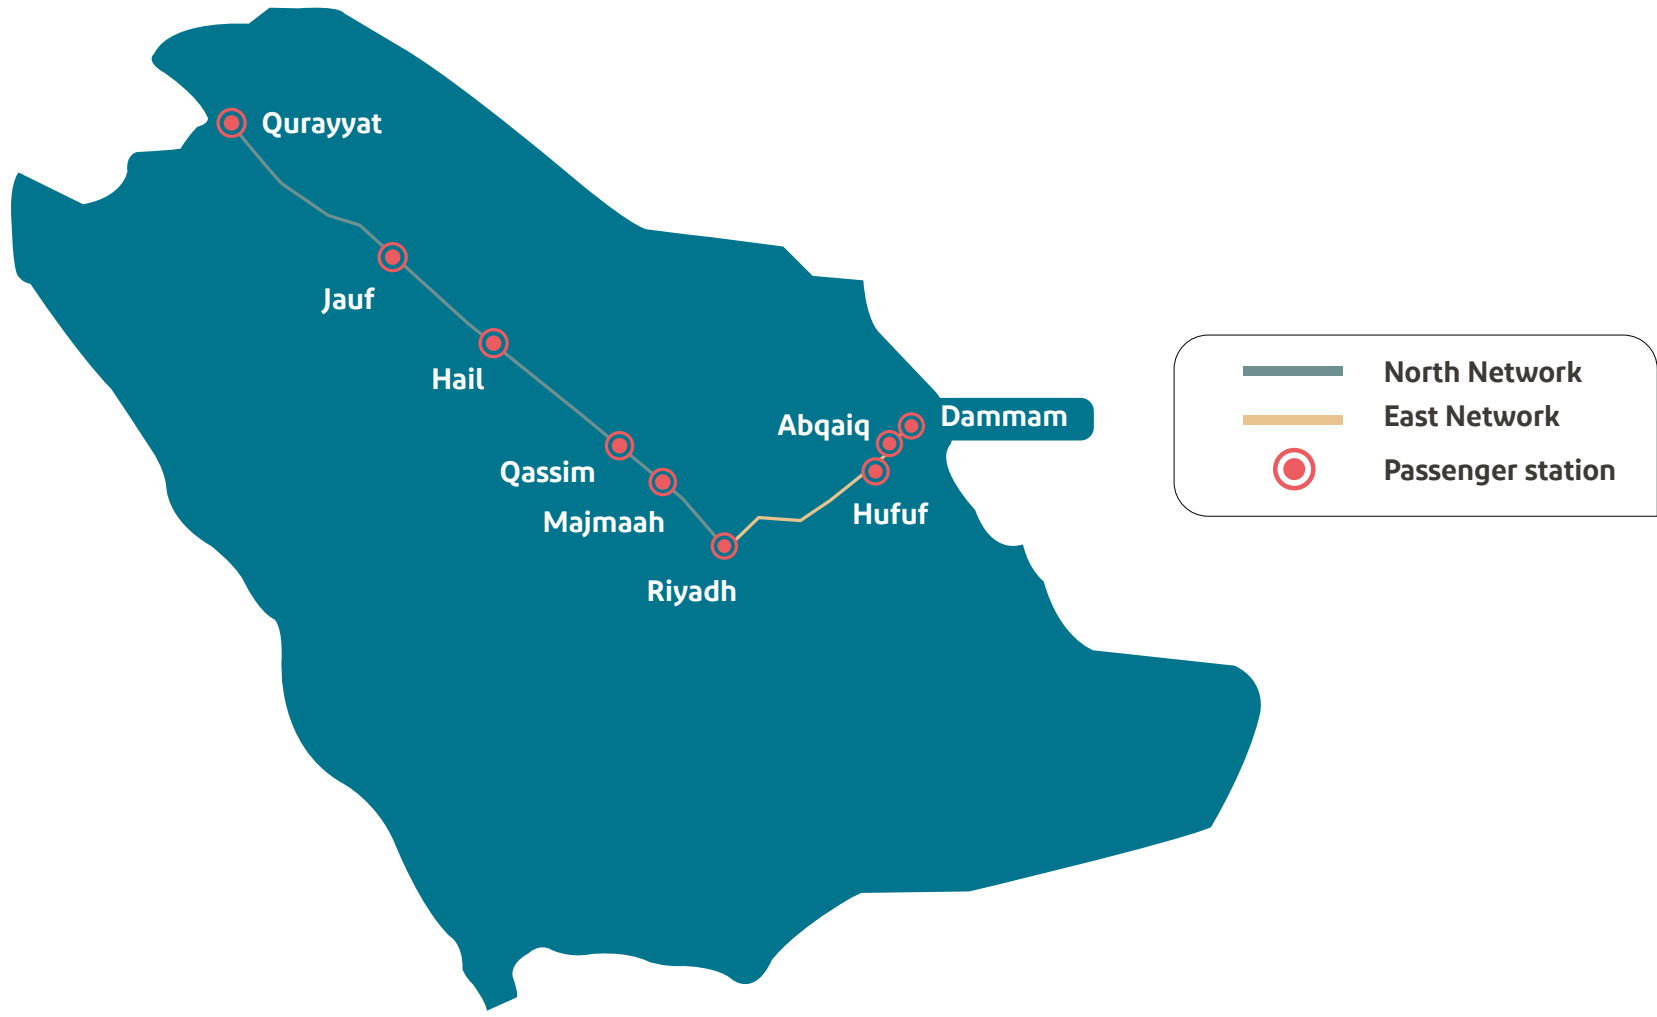 Qurayyat
Jauf
Hail
Qassim
Majmaah
Riyadh
Abqaiq
Dammam
Hufuf
North Network
East Network
Passenger station